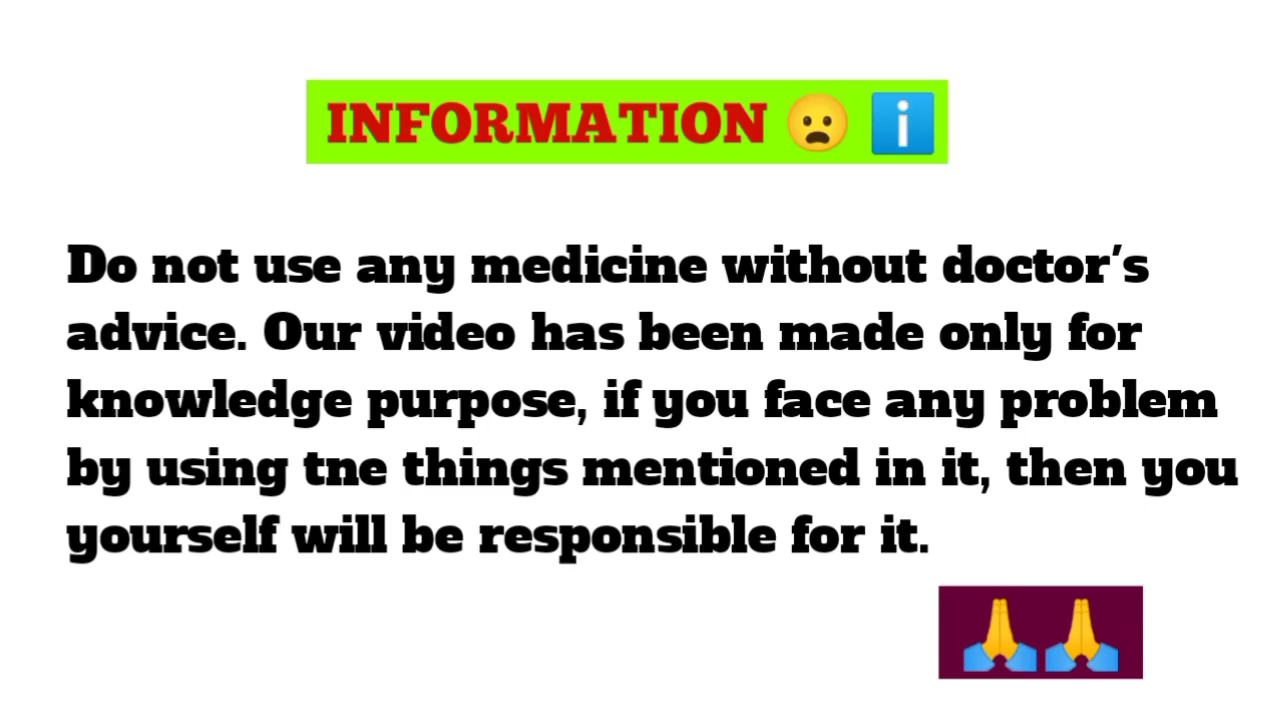 INFORMATION 😦 ℹ️
Do not use any medicine without doctor's
advice. Our video has been made only for
knowledge purpose, if you face any problem
by using tne things mentioned in it, then you
yourself will be responsible for it.
🙏🙏